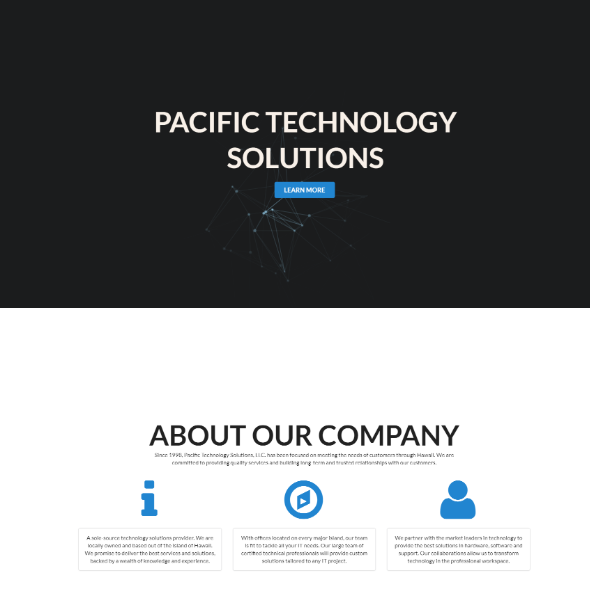 PACIFIC TECHNOLOGY
SOLUTIONS
LEARN MORE
ABOUT OUR COMPANY
Since 1998, Pacific Technology Solutions, LLC, has been focused on meeting the needs of customers through Hawaii. We are
committed to providing quality services and building long-term and trusted relationships with our customers.
A sole-source technology solutions provider. We are
locally owned and based out of the island of Hawaii.
We promise to deliver the best services and solutions,
backed by a wealth of knowledge and experience.
With offices located on every major island, our team
is fit to tackle all your IT needs. Our large team of
certified technical professionals will provide custom
solutions tailored to any IT project.
We partner with the market leaders in technology to
provide the best solutions in hardware, software and
support. Our collaborations allow us to transform
technology in the professional workspace.